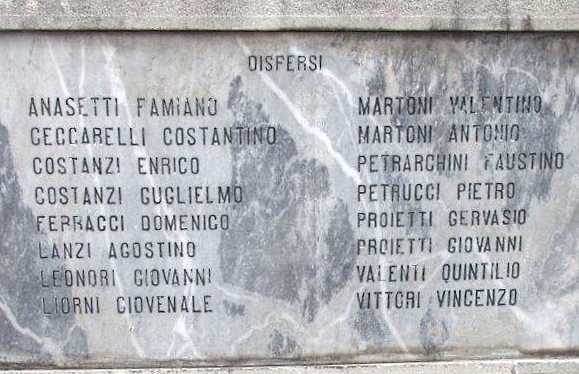 DISPERSI
ANASETTI FAMIANO
CECCARELLI COSTANTINO
COSTANZI ENRICO
COSTANZI GUGLIELMO
FERRACCI DOMENICO
LANZI AGOSTINO
LEONORI GIOVANNI
LIORNI GIOVENALE
MARTONI VALENTINO
MARTONI ANTONIO
PETRARCHINI FAUSTINO
PETRUCCI PIETRO
PROIETTI GERVASIO
PROIETTI GIOVANNI
VALENTI QUINTILIO
VITTORI VINCENZO